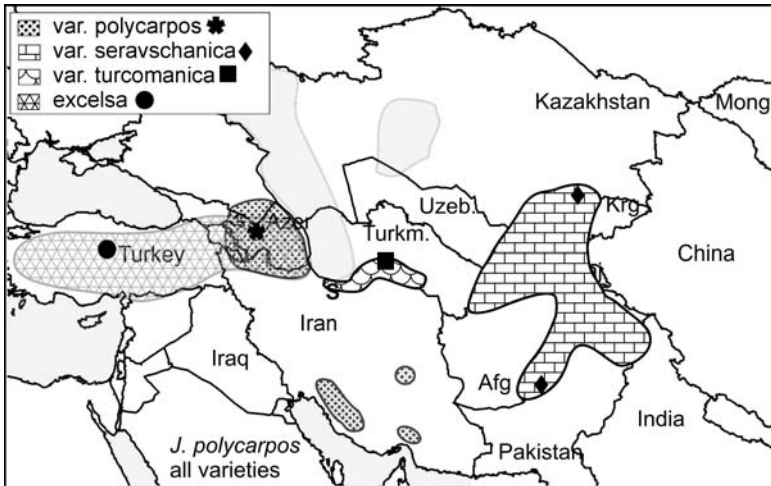 var. polycarpos
var. seravschanica
var. turcomanica
excelsa
Kazakhstan
Mong
Uzeb.
Krg
Azer
Turkey
Turkm.
China
S
Iran
Iraq
Afg
India
J. polycarpos
all varieties
Pakistan